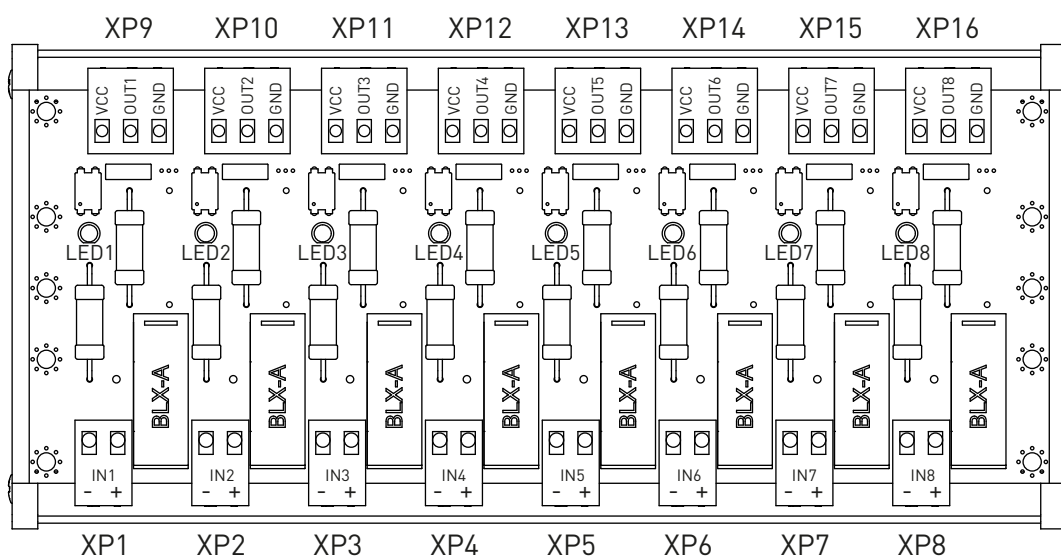 XP9 XP10 XP11 XP12 XP13 XP14 XP15 XP16
VCC OUT1 GND VCC OUT2 GND VCC OUT3 GND VCC OUT4 GND VCC OUT5 GND VCC OUT6 GND VCC OUT7 GND VCC OUT8 GND
LED1 LED2 LED3 LED4 LED5 LED6 LED7 LED8
BLX-A BLX-A BLX-A BLX-A BLX-A BLX-A BLX-A BLX-A
IN1 IN2 IN3 IN4 IN5 IN6 IN7 IN8
- + - + - + - + - + - + - + - +
XP1 XP2 XP3 XP4 XP5 XP6 XP7 XP8